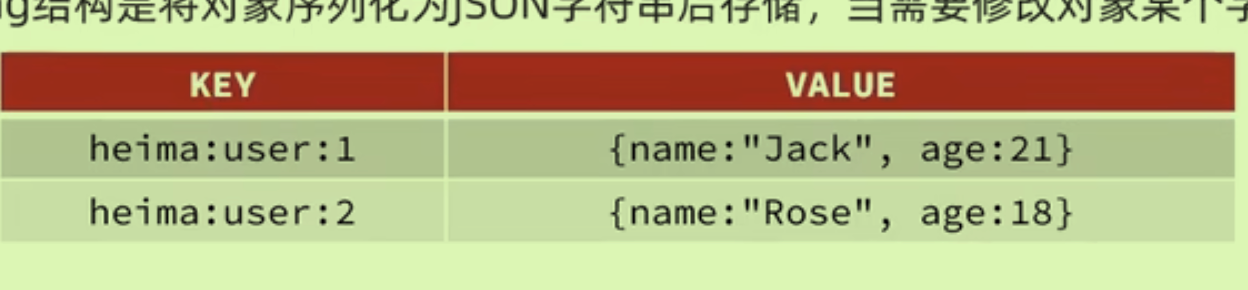 g结构是将对象序列化为JSON字符串后存储，当需要修改对象某个字
KEY VALUE
heima:user:1 {name:"Jack", age:21}
heima:user:2 {name:"Rose", age:18}